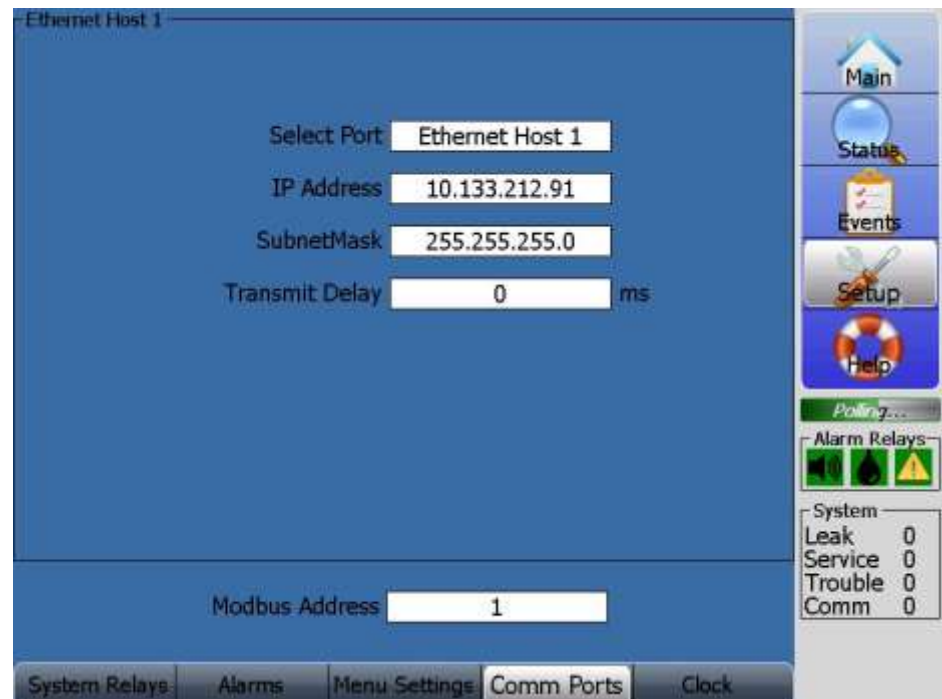 Ethernet Host 1
Select Port Ethernet Host 1
IP Address 10.133.212.91
SubnetMask 255.255.255.0
Transmit Delay 0 ms
Modbus Address 1
System Relays Alarms Menu Settings Comm Ports Clock
Main
Status
Events
Setup
Help
Polling...
Alarm Relays
System
Leak 0
Service 0
Trouble 0
Comm 0